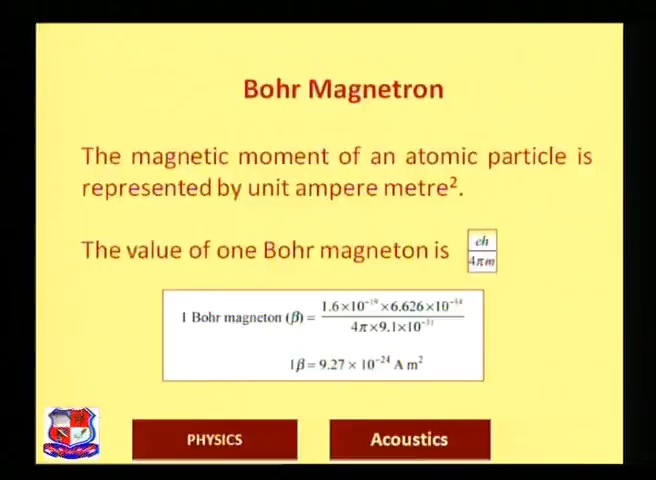 Bohr Magnetron
The magnetic moment of an atomic particle is
represented by unit ampere metre².
The value of one Bohr magneton is eh/4πm
1 Bohr magneton (β) = 1.6×10⁻¹⁹×6.626×10⁻³⁴/4π×9.1×10⁻³¹
1β = 9.27 × 10⁻²⁴ A m²
PHYSICS
Acoustics